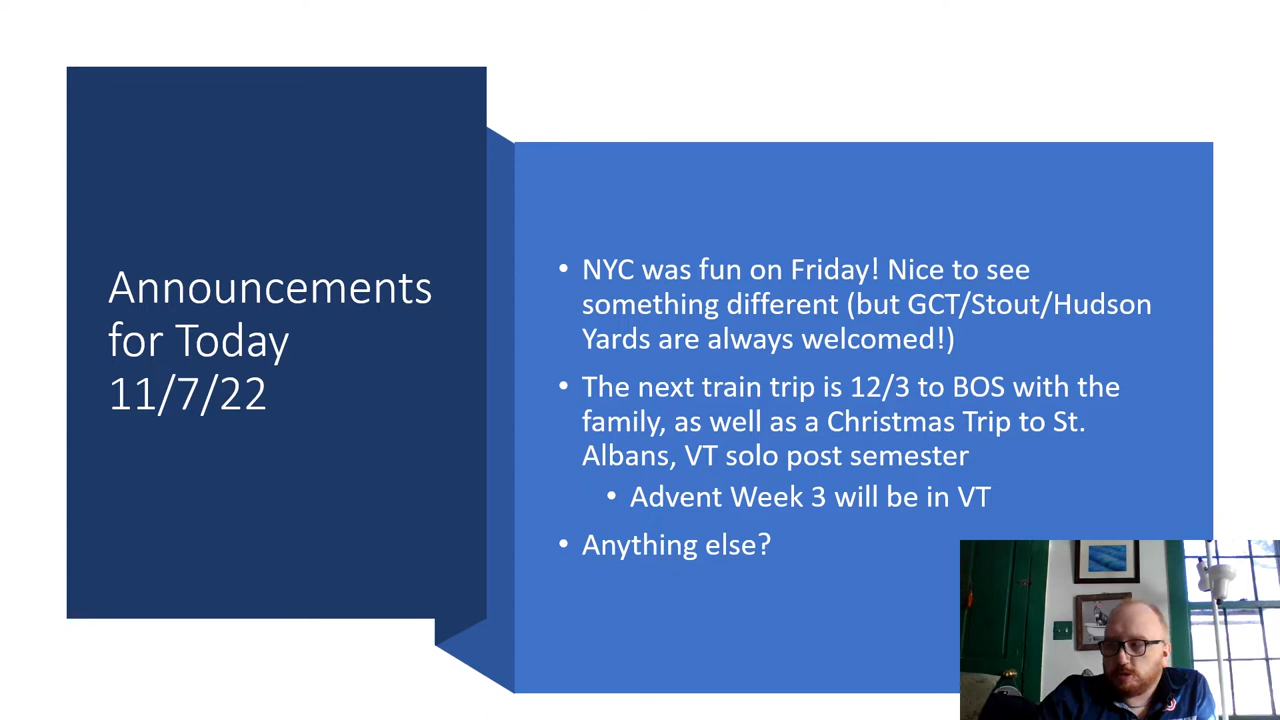 Announcements
for Today
11/7/22
• NYC was fun on Friday! Nice to see
something different (but GCT/Stout/Hudson
Yards are always welcomed!)
• The next train trip is 12/3 to BOS with the
family, as well as a Christmas Trip to St.
Albans, VT solo post semester
• Advent Week 3 will be in VT
• Anything else?